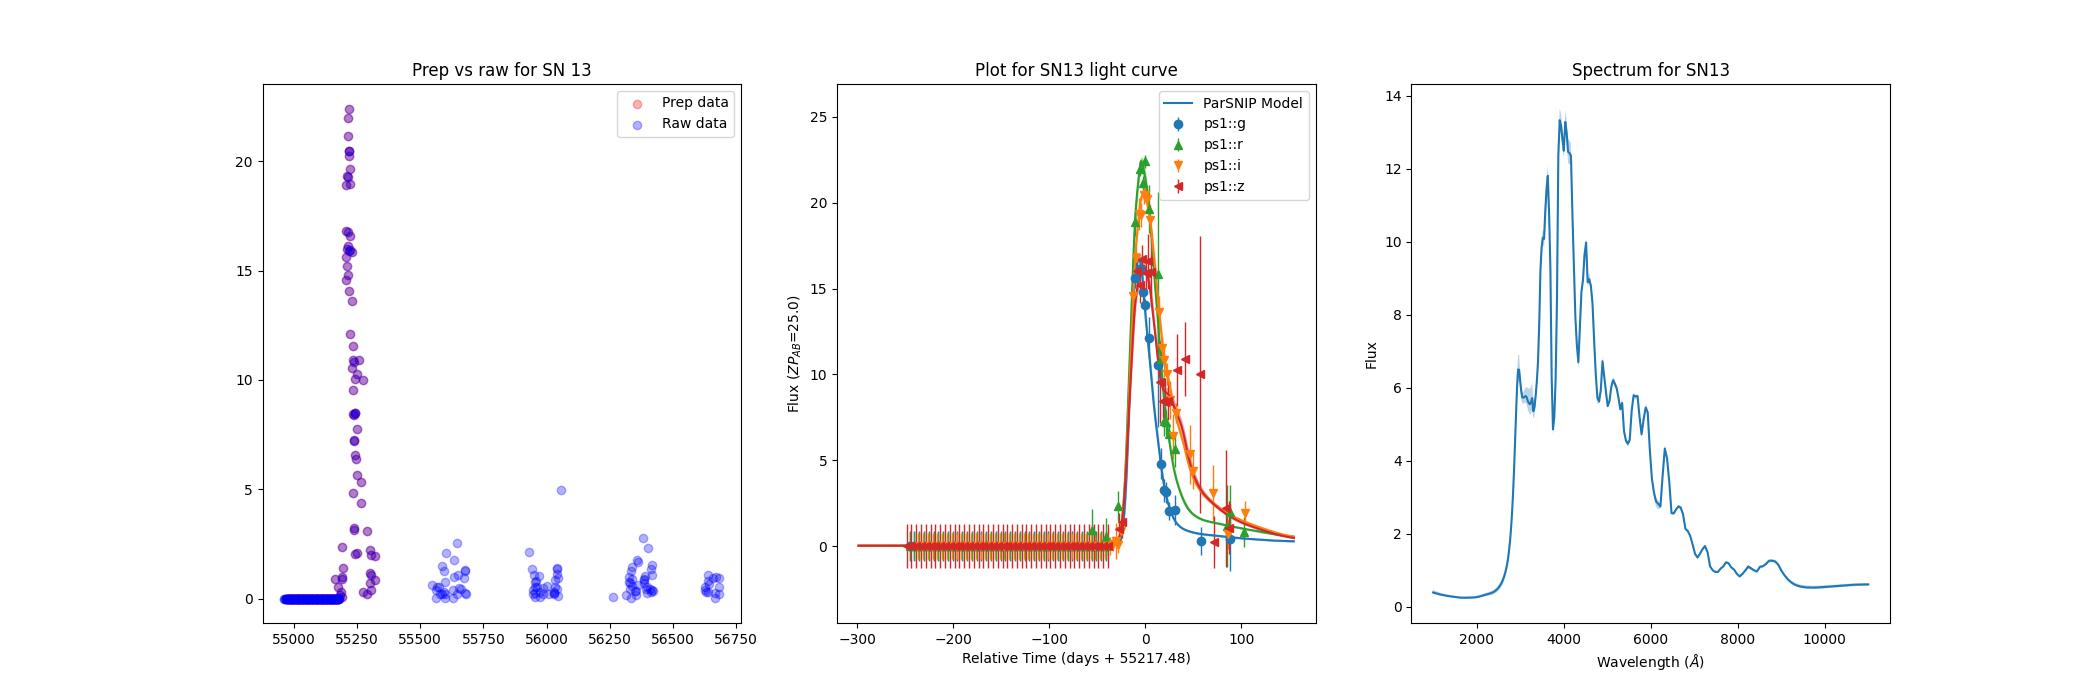 Prep vs raw for SN 13
Prep data
Raw data
20
15
10
5
0
55000
55250
55500
55750
56000
56250
56500
56750
Plot for SN13 light curve
ParSNIP Model
ps1::g
ps1::r
ps1::i
ps1::z
Flux (ZP_AB=25.0)
25
20
15
10
5
0
−300
−200
−100
0
100
Relative Time (days + 55217.48)
Spectrum for SN13
Flux
14
12
10
8
6
4
2
0
2000
4000
6000
8000
10000
Wavelength (Å)